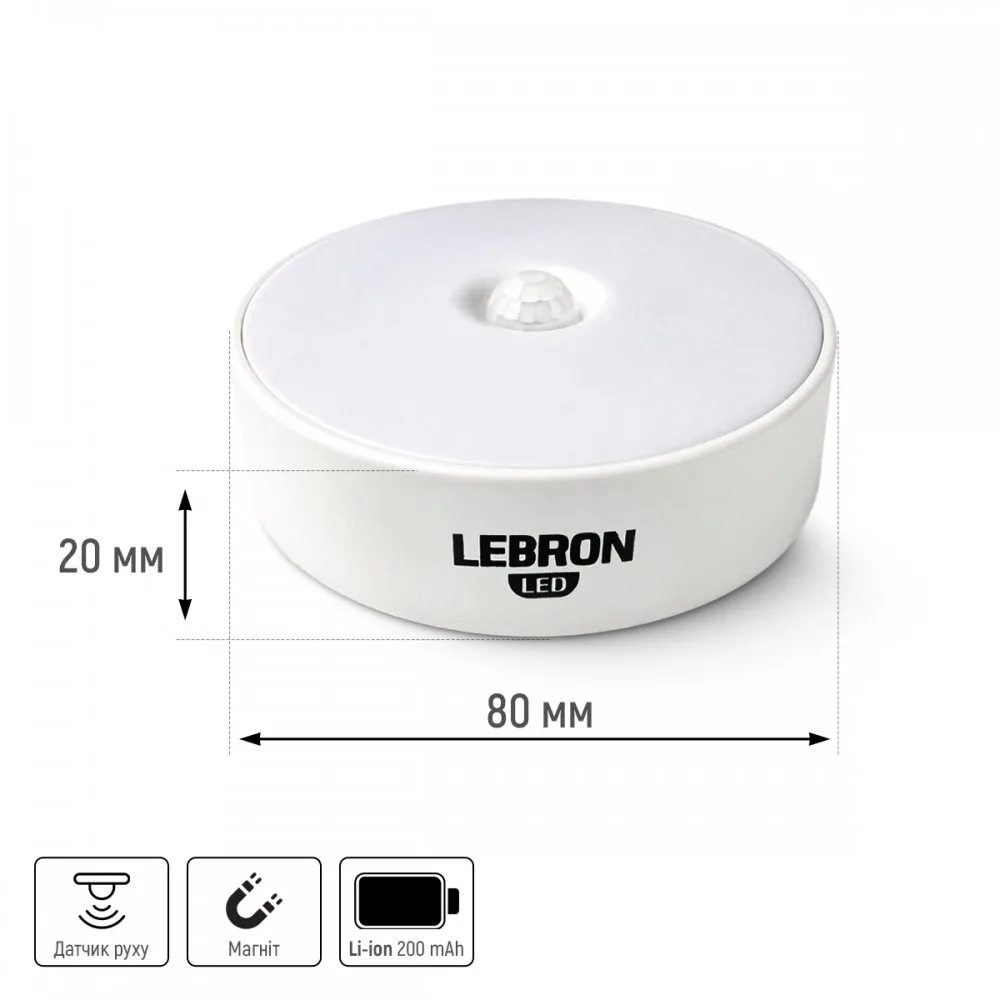 20 мм
LEBRON
LED
80 мм
Датчик руху
Магніт
Li-ion 200 mAh